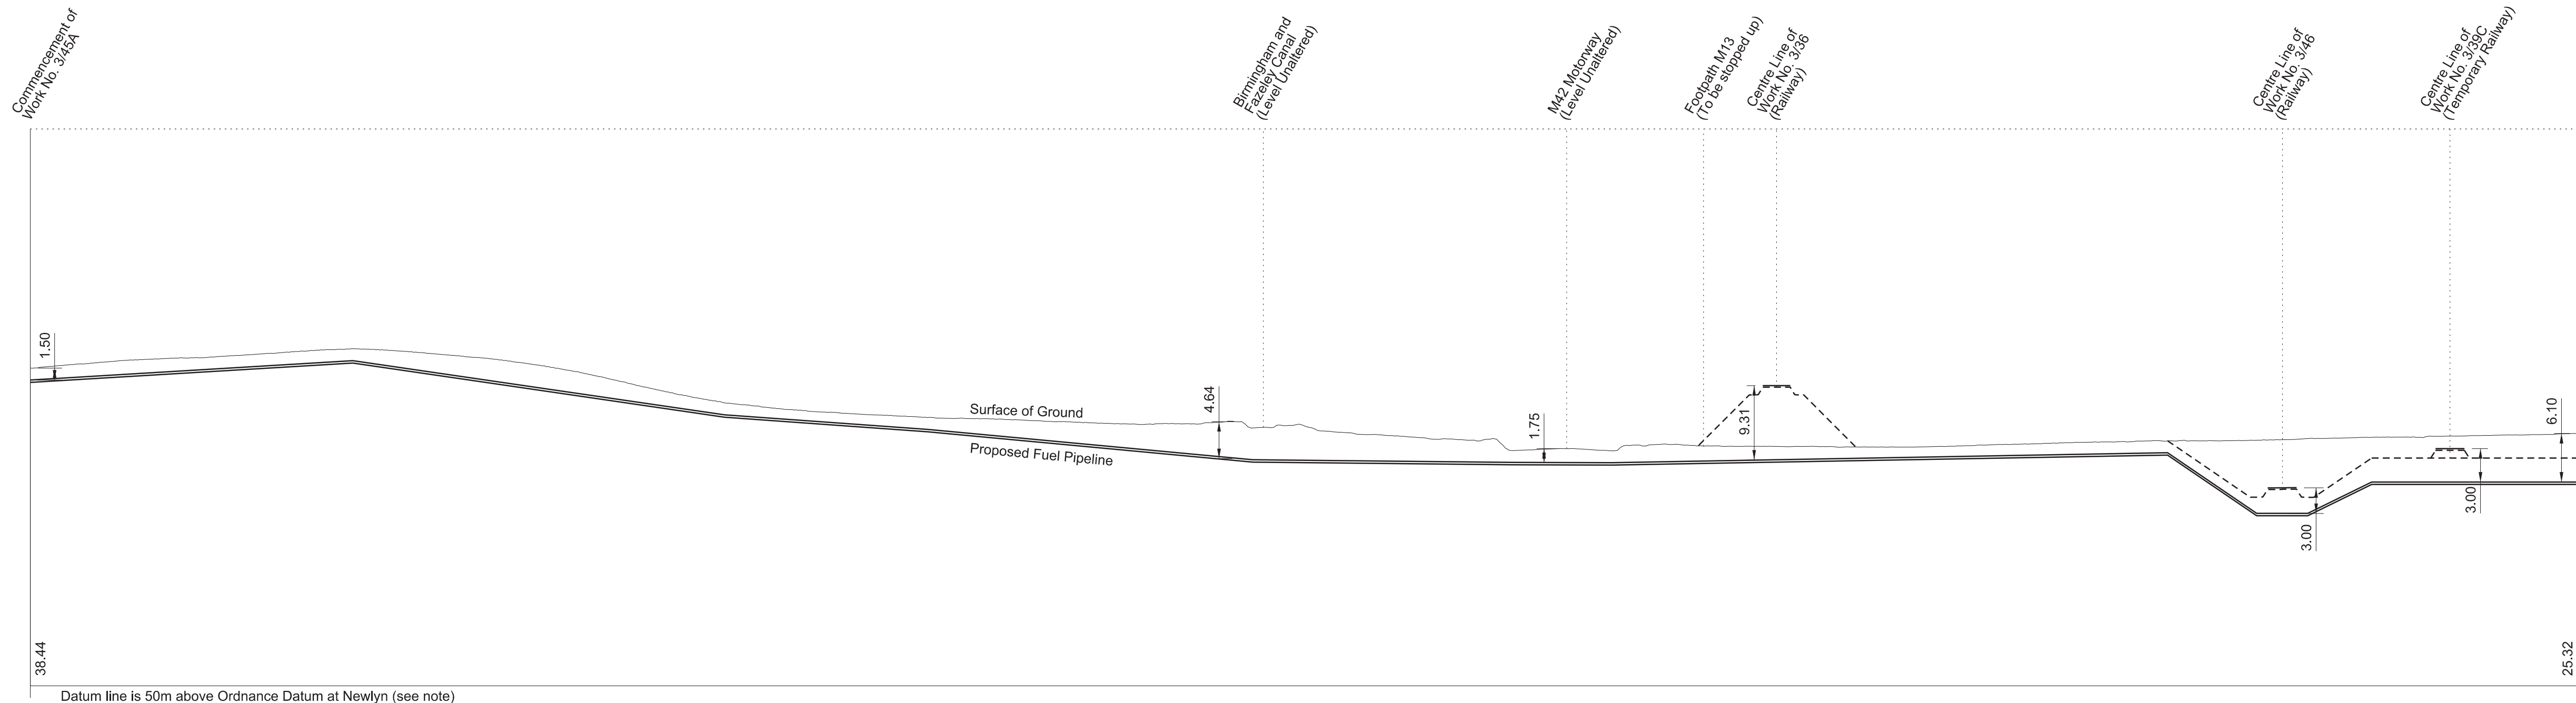 Commencement of
Work No. 3/45A
Birmingham and
Fazeley Canal
(Level Unaltered)
M42 Motorway
(Level Unaltered)
Footpath M13
(To be stopped up)
Centre Line of
Work No. 3/36
(Railway)
Centre Line of
Work No. 3/46
(Railway)
Centre Line of
Work No. 3/39C
(Temporary Railway)
1.50
4.64
Surface of Ground
Proposed Fuel Pipeline
1.75
9.31
3.00
3.00
6.10
38.44
25.32
Datum line is 50m above Ordnance Datum at Newlyn (see note)